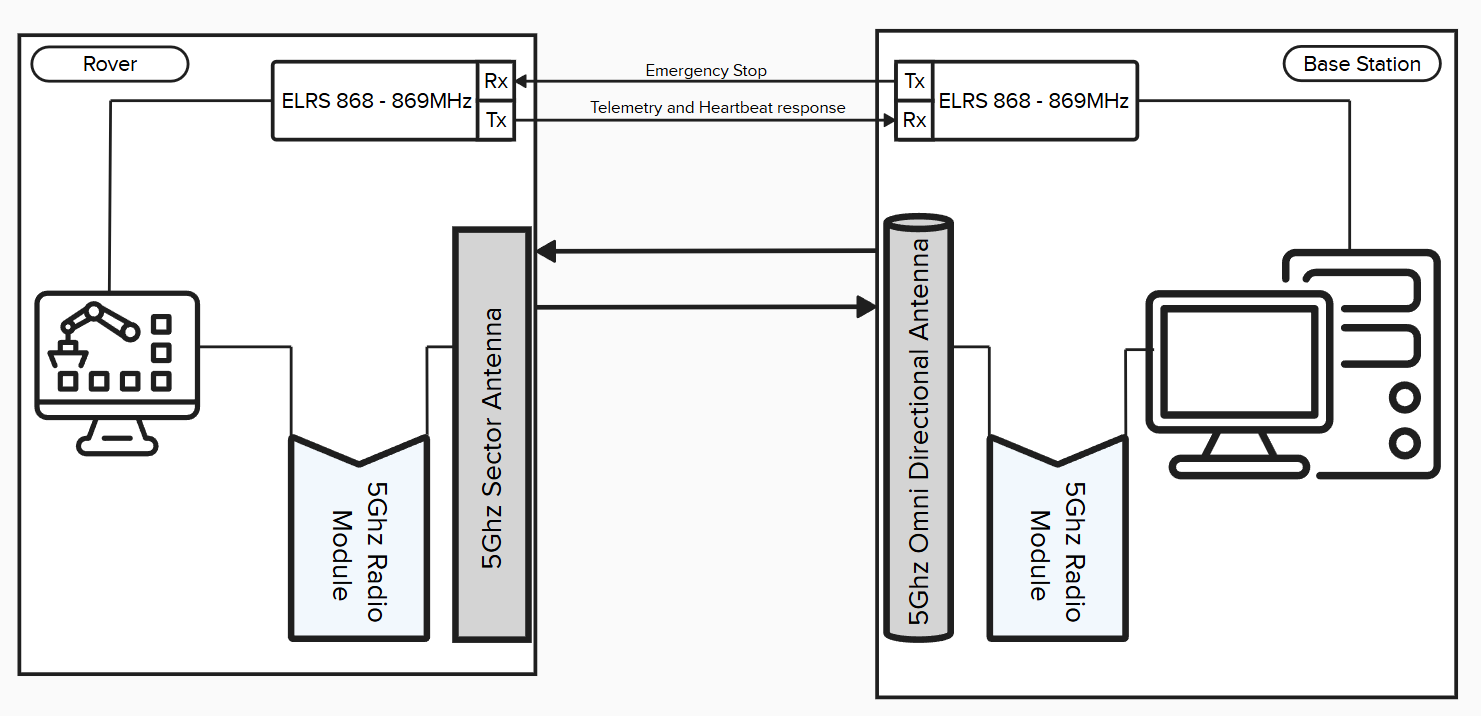 Rover
ELRS 868 - 869MHz
Rx
Tx
Emergency Stop
Telemetry and Heartbeat response
Tx
Rx
ELRS 868 - 869MHz
Base Station
5Ghz Radio
Module
5Ghz Sector Antenna
5Ghz Omni Directional Antenna
5Ghz Radio
Module